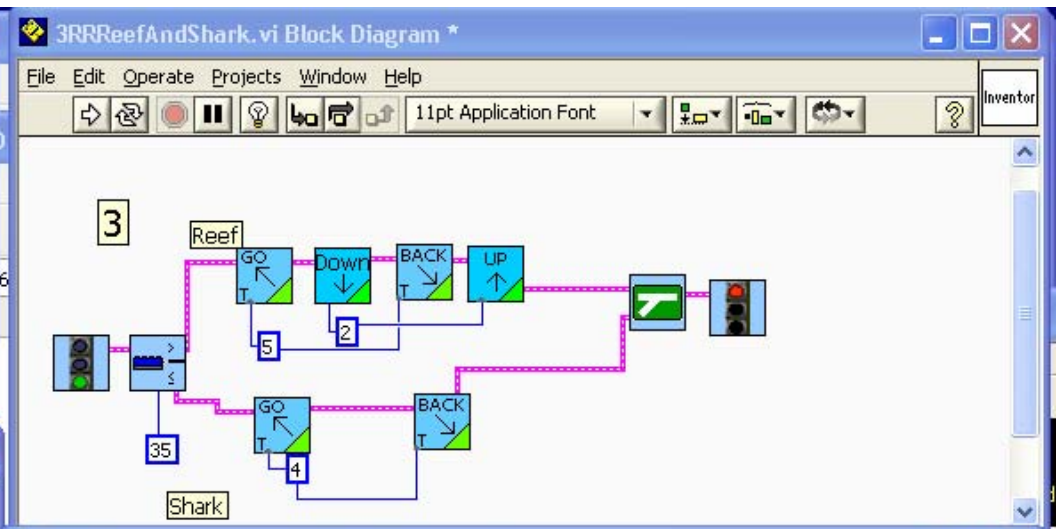 3RRReefAndShark.vi Block Diagram *
File Edit Operate Projects Window Help
11pt Application Font
Inventor
3
Reef
GO
T
Down
BACK
T
UP
5
2
>
≤
35
GO
T
4
BACK
T
Shark
6